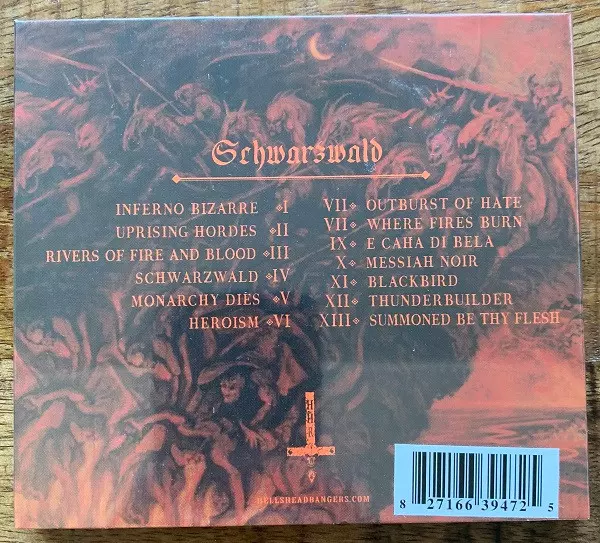 Schwarzwald
INFERNO BIZARRE I
UPRISING HORDES II
RIVERS OF FIRE AND BLOOD III
SCHWARZWALD IV
MONARCHY DIES V
HEROISM VI
VII OUTBURST OF HATE
VII WHERE FIRES BURN
IX E CAHA DI BELA
X MESSIAH NOIR
XI BLACKBIRD
XII THUNDERBUILDER
XIII SUMMONED BE THY FLESH
HELLSHEADBANGERS.COM
8 27166 39472 5